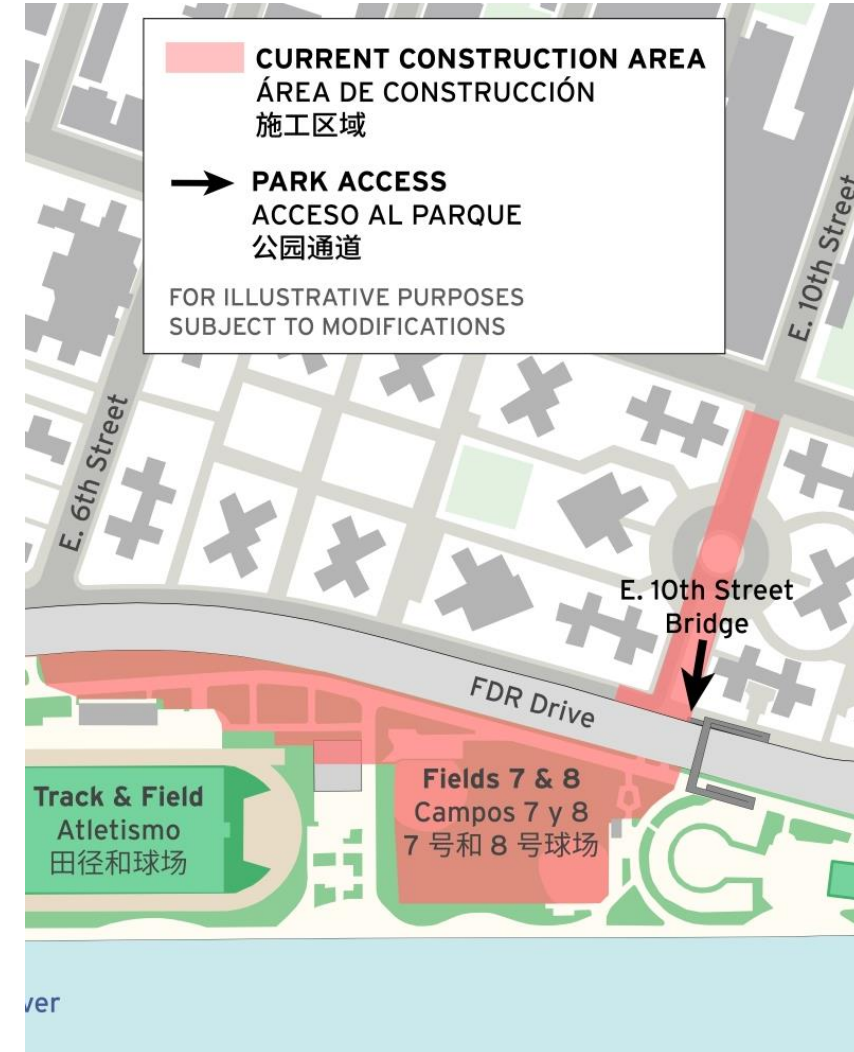 CURRENT CONSTRUCTION AREA
ÁREA DE CONSTRUCCIÓN
施工区域
PARK ACCESS
ACCESO AL PARQUE
公园通道
FOR ILLUSTRATIVE PURPOSES
SUBJECT TO MODIFICATIONS
E. 10th Street
E. 6th Street
E. 10th Street
Bridge
FDR Drive
Track & Field
Atletismo
田径和球场
Fields 7 & 8
Campos 7 y 8
7 号和 8 号球场
ver